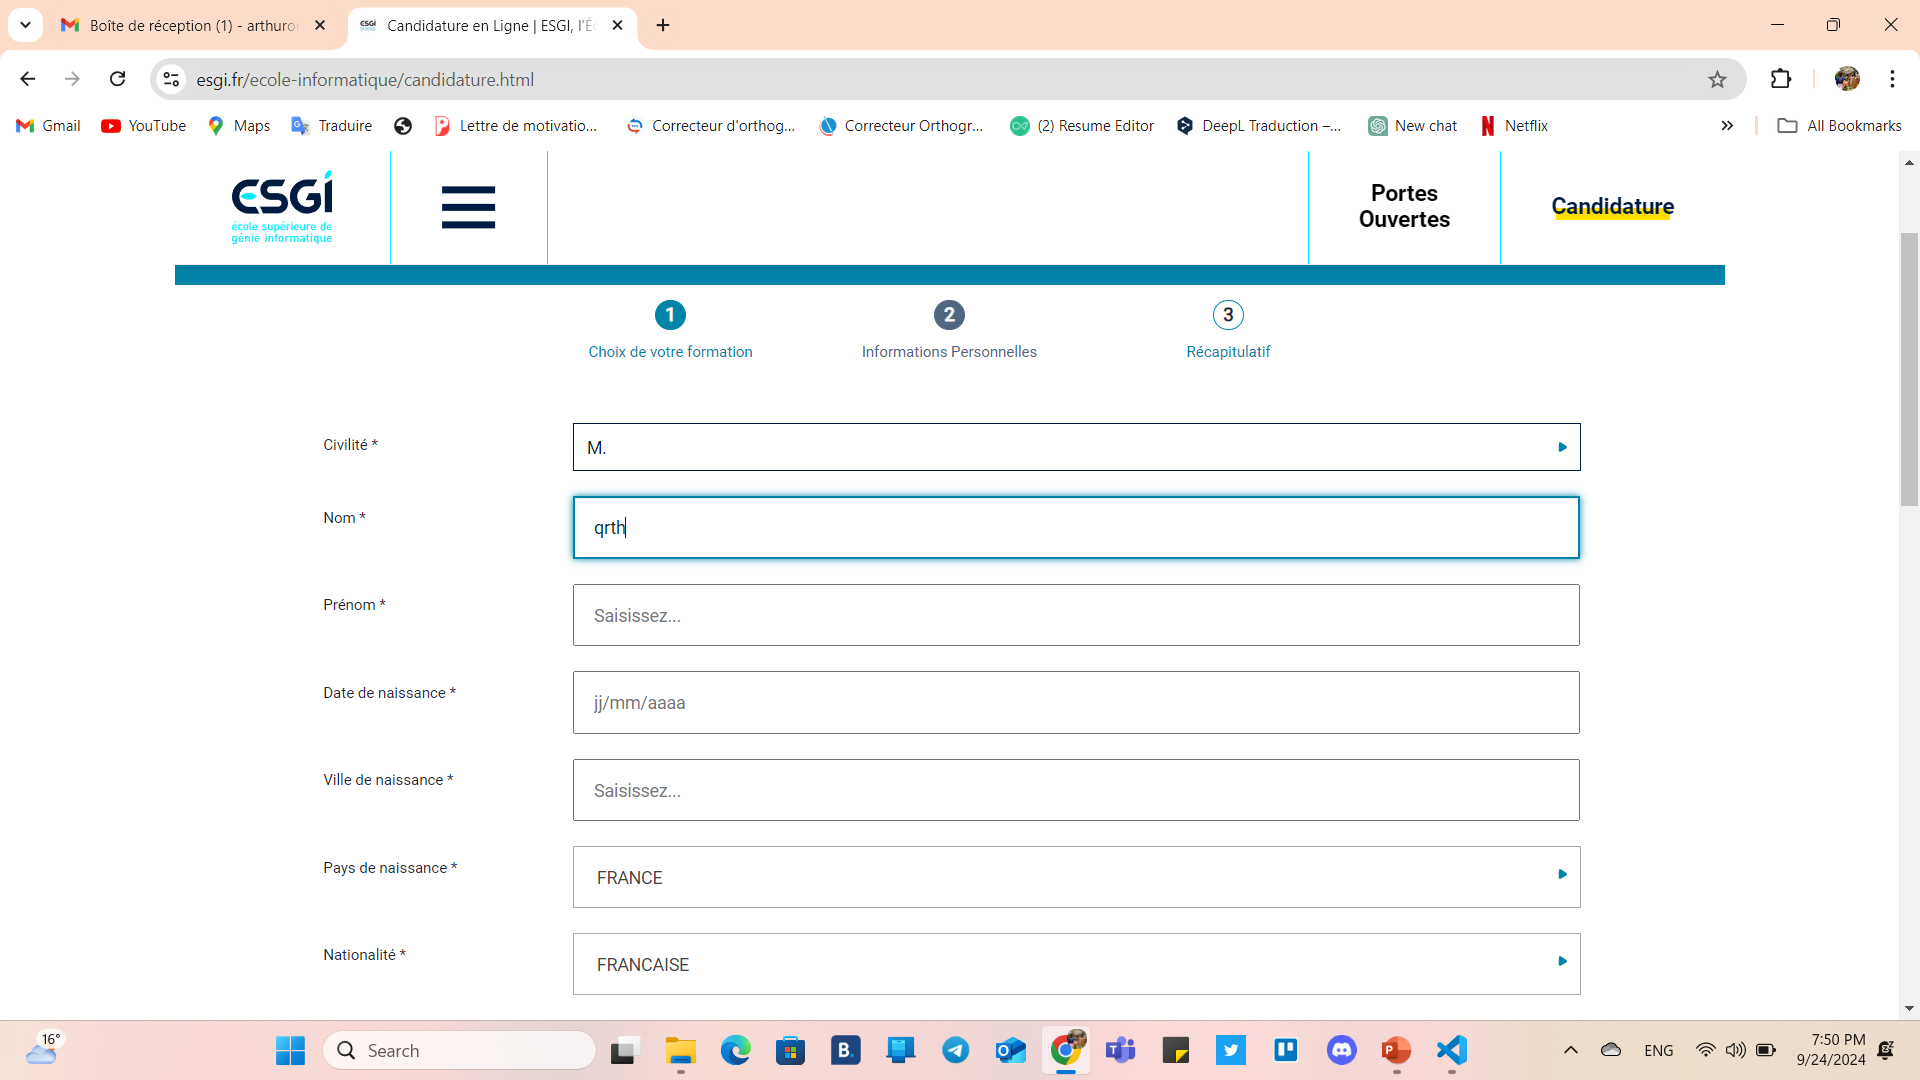 Boîte de réception (1) - arthuror
Candidature en Ligne | ESGI, l'Éc
esgi.fr/ecole-informatique/candidature.html
Gmail YouTube Maps Traduire Lettre de motivatio... Correcteur d'orthog... Correcteur Orthogr... (2) Resume Editor DeepL Traduction –... New chat Netflix All Bookmarks
ESGI
école supérieure de
génie informatique
Portes
Ouvertes
Candidature
1 2 3
Choix de votre formation Informations Personnelles Récapitulatif
Civilité * M.
Nom * qrth
Prénom * Saisissez...
Date de naissance * jj/mm/aaaa
Ville de naissance * Saisissez...
Pays de naissance * FRANCE
Nationalité * FRANCAISE
16°
Search
ENG
7:50 PM
9/24/2024